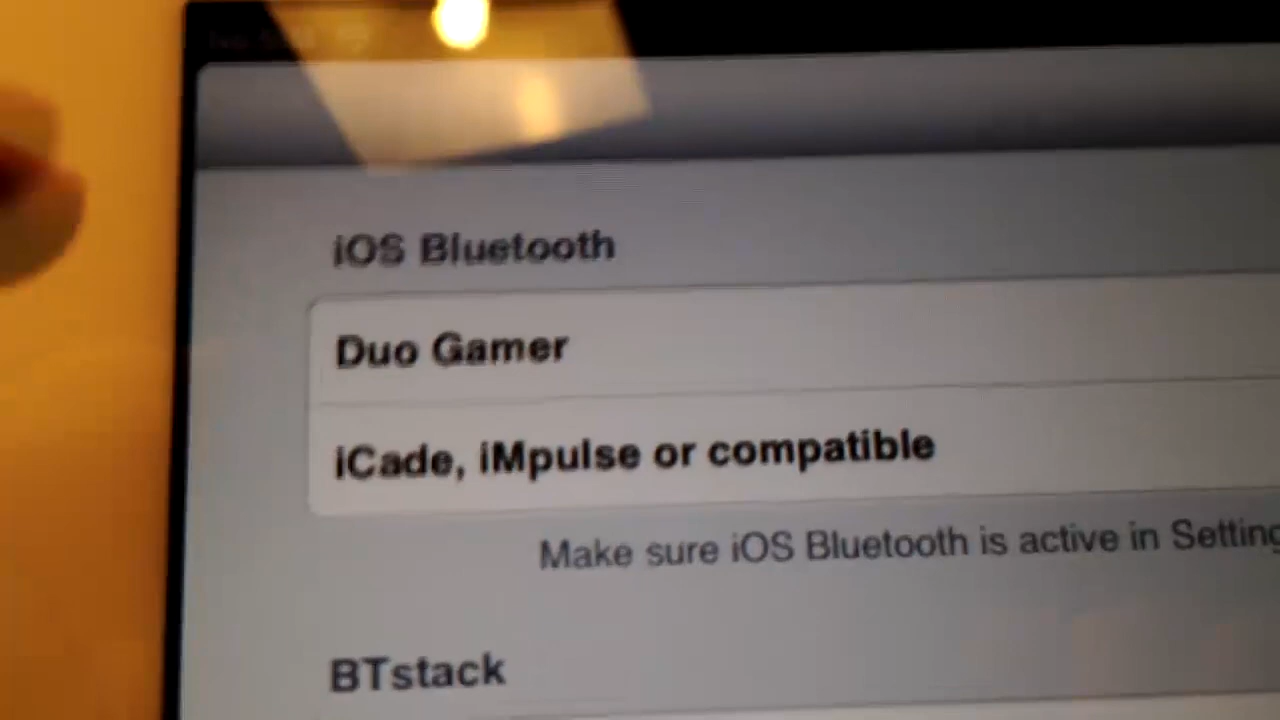 iOS Bluetooth
Duo Gamer
iCade, iMpulse or compatible
Make sure iOS Bluetooth is active in Setting
BTstack